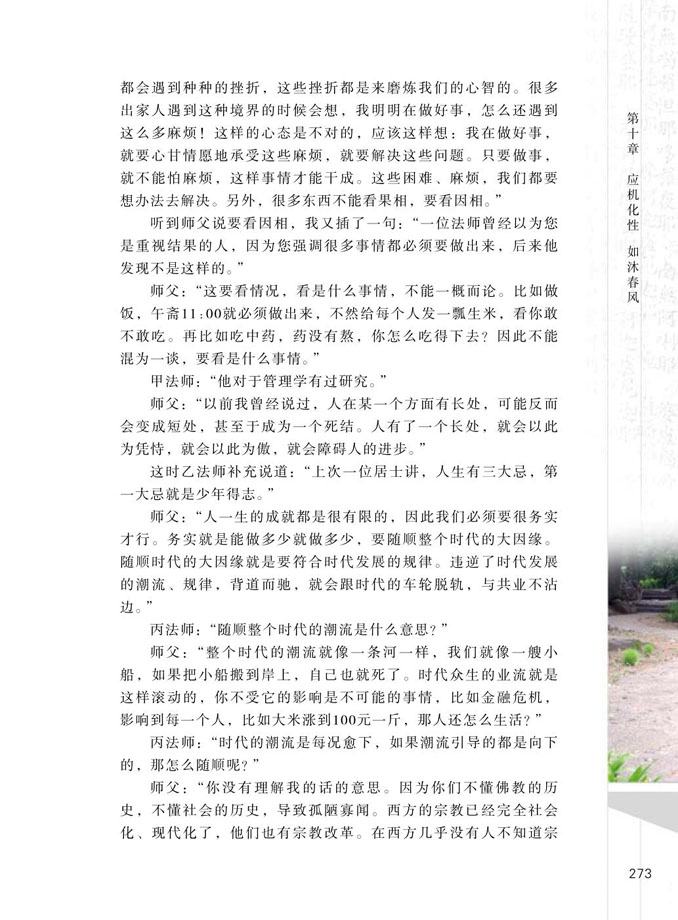 都会遇到种种的挫折，这些挫折都是来磨炼我们的心智的。很多
出家人遇到这种境界的时候会想，我明明在做好事，怎么还遇到
这么多麻烦！这样的心态是不对的，应该这样想：我在做好事，
就要心甘情愿地承受这些麻烦，就要解决这些问题。只要做事，
就不能怕麻烦，这样事情才能干成。这些困难、麻烦，我们都要
想办法去解决。另外，很多东西不能看果相，要看因相。”
听到师父说要看因相，我又插了一句：“一位法师曾经以为您
是重视结果的人，因为您强调很多事情都必须要做出来，后来他
发现不是这样的。”
师父：“这要看情况，看是什么事情，不能一概而论。比如做
饭，午斋11:00就必须做出来，不然给每个人发一瓢生米，看你敢
不敢吃。再比如吃中药，药没有熬，你怎么吃得下去？因此不能
混为一谈，要看是什么事情。”
甲法师：“他对于管理学有过研究。”
师父：“以前我曾经说过，人在某一个方面有长处，可能反而
会变成短处，甚至于成为一个死结。人有了一个长处，就会以此
为凭恃，就会以此为傲，就会障碍人的进步。”
这时乙法师补充说道：“上次一位居士讲，人生有三大忌，第
一大忌就是少年得志。”
师父：“人一生的成就都是很有限的，因此我们必须要很务实
才行。务实就是能做多少就做多少，要随顺整个时代的大因缘。
随顺时代的大因缘就是要符合时代发展的规律。违逆了时代发展
的潮流、规律，背道而驰，就会跟时代的车轮脱轨，与共业不沾
边。”
丙法师：“随顺整个时代的潮流是什么意思？”
师父：“整个时代的潮流就像一条河一样，我们就像一艘小
船，如果把小船搬到岸上，自己也就死了。时代众生的业流就是
这样滚动的，你不受它的影响是不可能的事情，比如金融危机，
影响到每一个人，比如大米涨到100元一斤，那人还怎么生活？”
丙法师：“时代的潮流是每况愈下，如果潮流引导的都是向下
的，那怎么随顺呢？”
师父：“你没有理解我的话的意思。因为你们不懂佛教的历
史，不懂社会的历史，导致孤陋寡闻。西方的宗教已经完全社会
化、现代化了，他们也有宗教改革。在西方几乎没有人不知道宗
第十章 应机化性 如沐春风
273